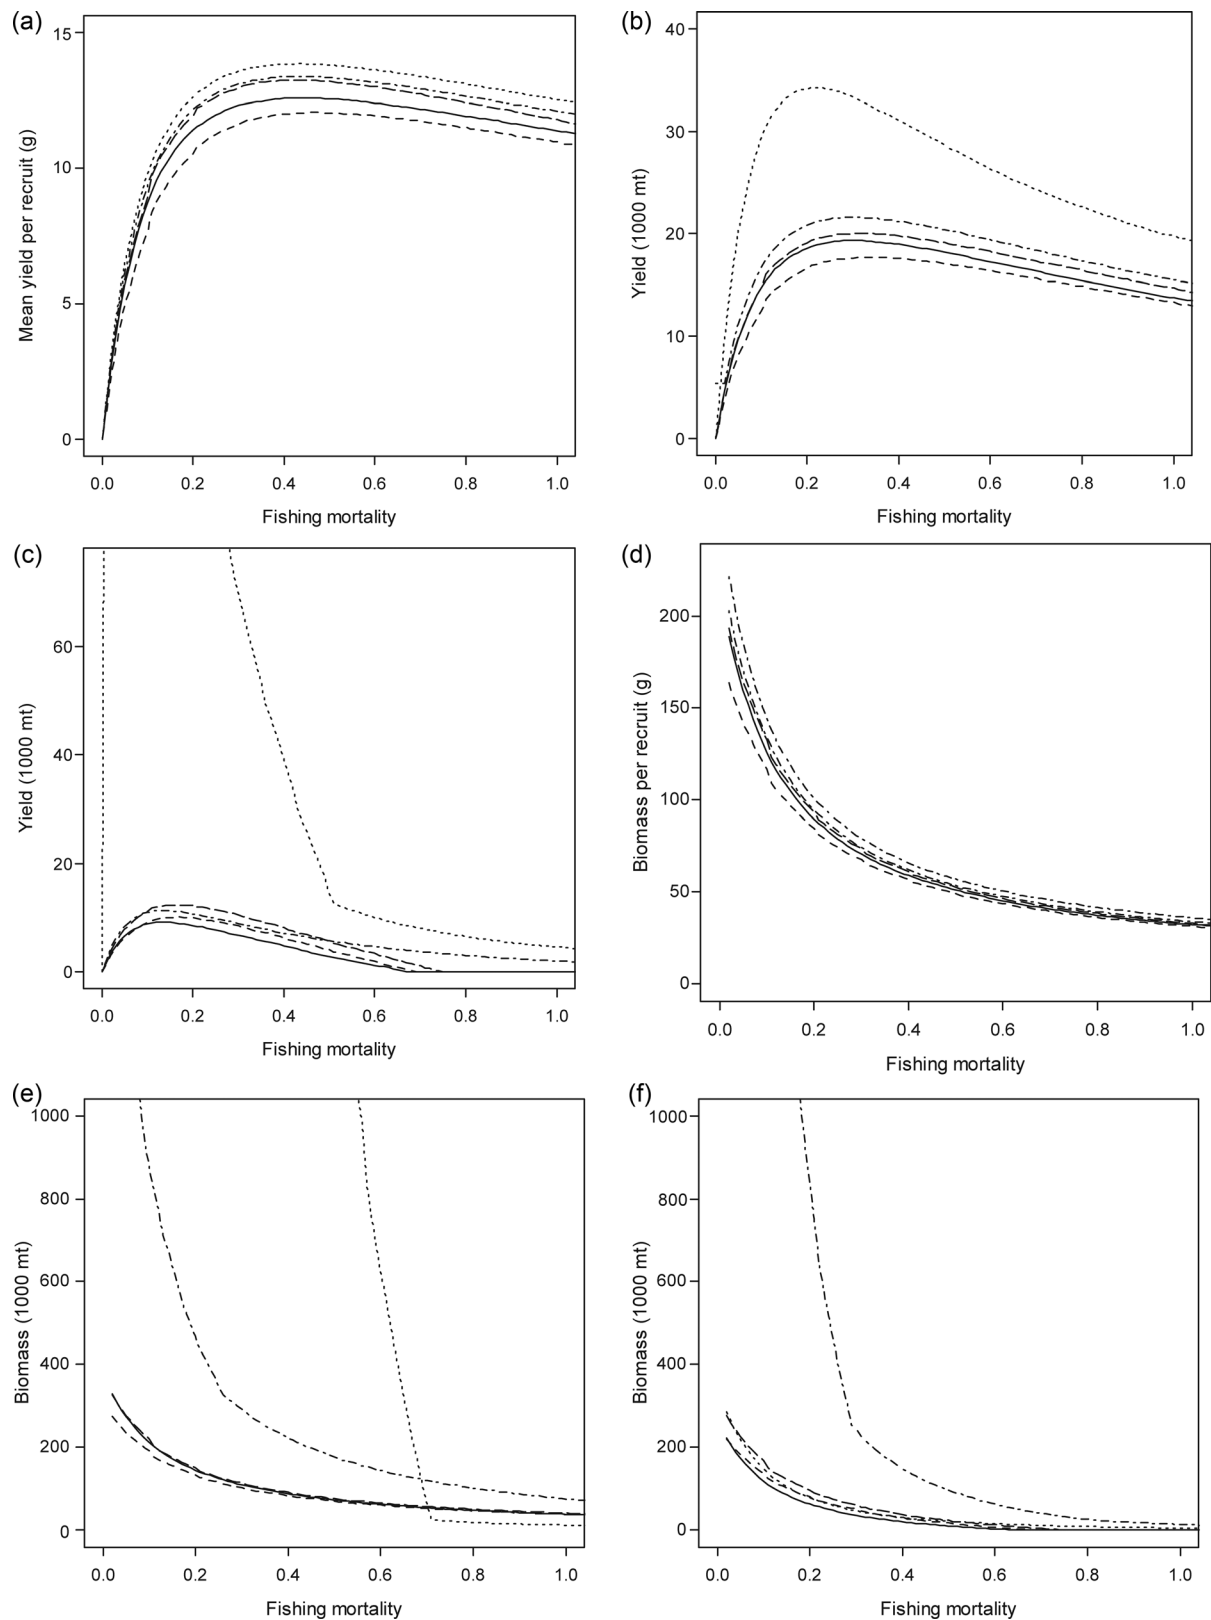 (a)
15
10
5
0
Mean yield per recruit (g)
0.0 0.2 0.4 0.6 0.8 1.0
Fishing mortality
(b)
40
30
20
10
0
Yield (1000 mt)
0.0 0.2 0.4 0.6 0.8 1.0
Fishing mortality
(c)
60
40
20
0
Yield (1000 mt)
0.0 0.2 0.4 0.6 0.8 1.0
Fishing mortality
(d)
200
150
100
50
0
Biomass per recruit (g)
0.0 0.2 0.4 0.6 0.8 1.0
Fishing mortality
(e)
1000
800
600
400
200
0
Biomass (1000 mt)
0.0 0.2 0.4 0.6 0.8 1.0
Fishing mortality
(f)
1000
800
600
400
200
0
Biomass (1000 mt)
0.0 0.2 0.4 0.6 0.8 1.0
Fishing mortality